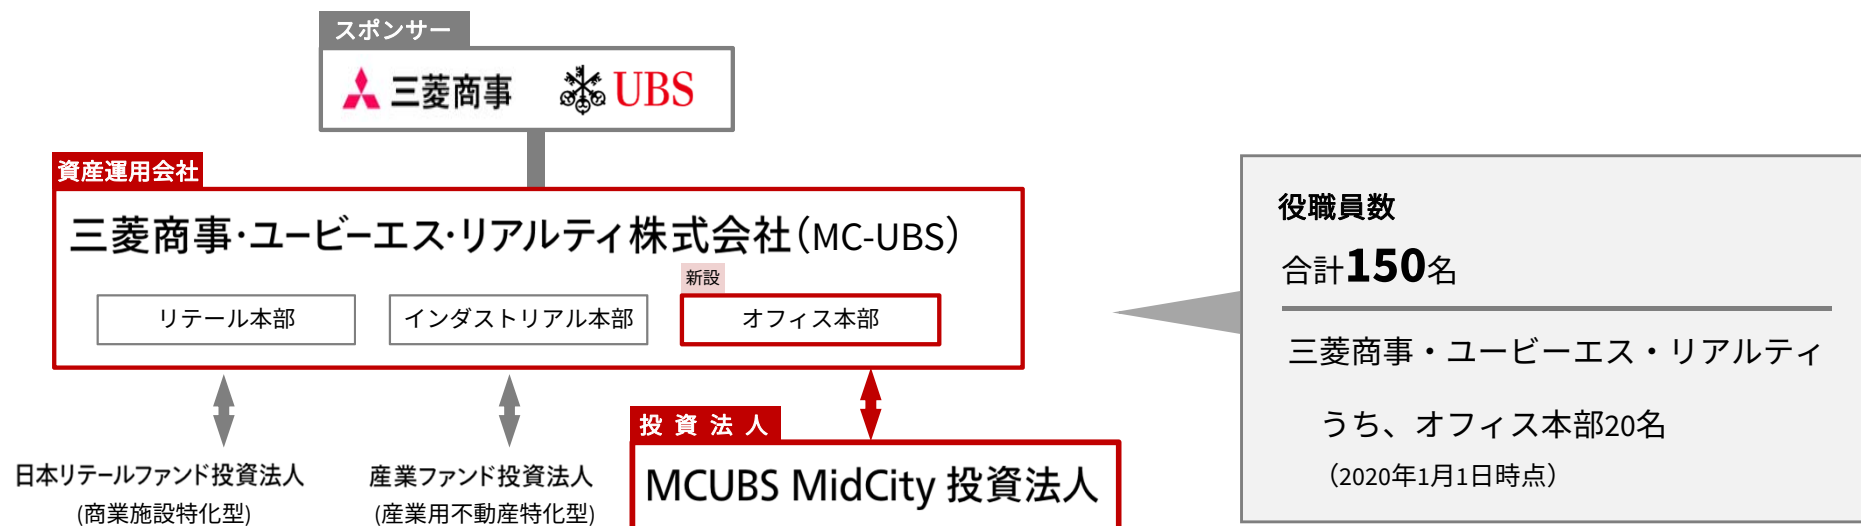 スポンサー
三菱商事 UBS
資産運用会社
三菱商事・ユービーエス・リアルティ株式会社(MC-UBS)
新設
リテール本部
インダストリアル本部
オフィス本部
日本リテールファンド投資法人
(商業施設特化型)
産業ファンド投資法人
(産業用不動産特化型)
投資法人
MCUBS MidCity 投資法人
役職員数
合計150名
三菱商事・ユービーエス・リアルティ
うち、オフィス本部20名
(2020年1月1日時点)